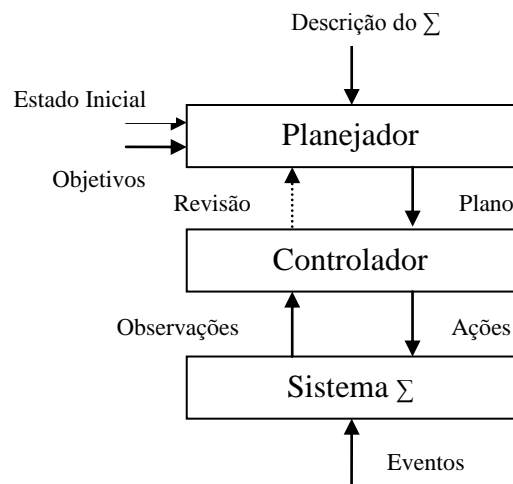 Descrição do ∑
Estado Inicial
Planejador
Objetivos
Revisão
Plano
Controlador
Observações
Ações
Sistema ∑
Eventos